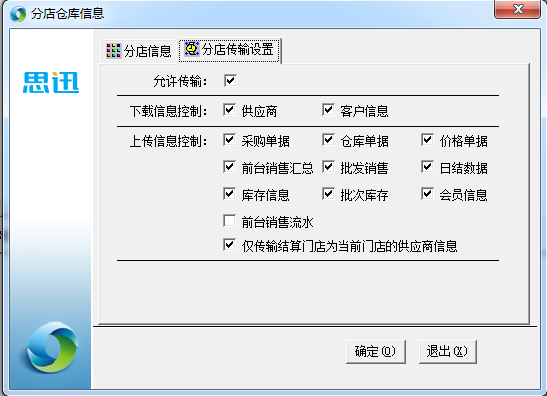 分店仓库信息
思迅
分店信息 分店传输设置
允许传输:
下载信息控制: 供应商 客户信息
上传信息控制: 采购单据 仓库单据 价格单据
前台销售汇总 批发销售 日结数据
库存信息 批次库存 会员信息
前台销售流水
仅传输结算门店为当前门店的供应商信息
确定(O) 退出(X)